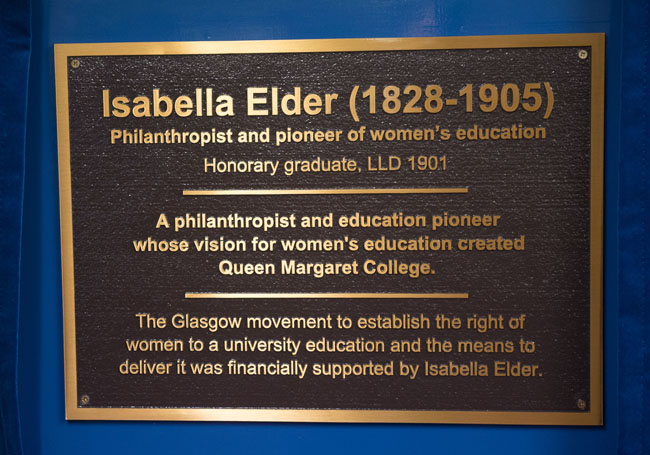 Isabella Elder (1828-1905)
Philanthropist and pioneer of women's education
Honorary graduate, LLD 1901
A philanthropist and education pioneer
whose vision for women's education created
Queen Margaret College.
The Glasgow movement to establish the right of
women to a university education and the means to
deliver it was financially supported by Isabella Elder.